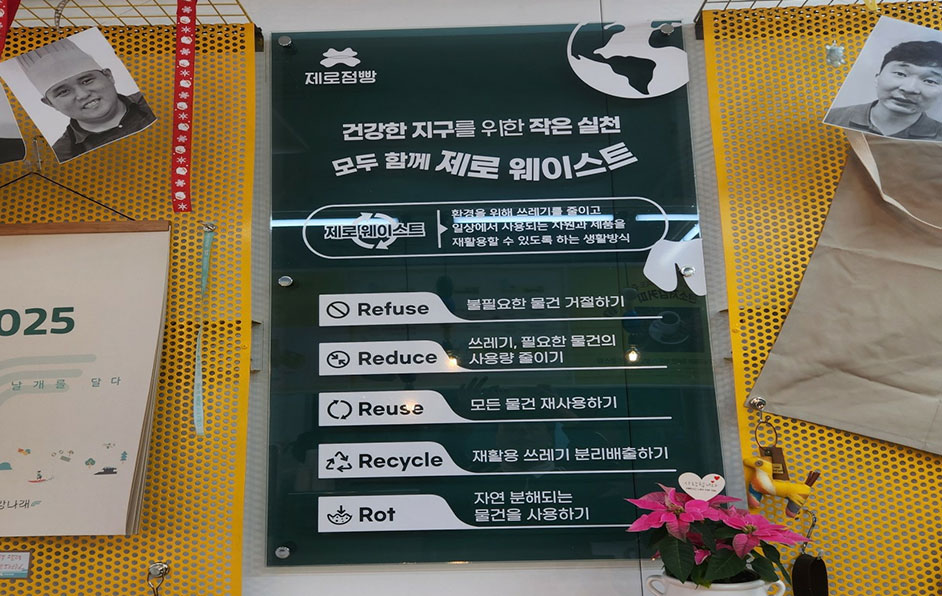 제로점빵
건강한 지구를 위한 작은 실천
모두 함께 제로 웨이스트
제로 웨이스트
환경을 위해 쓰레기를 줄이고
일상에서 사용되는 자원과 제품을
재활용할 수 있도록 하는 생활방식
Refuse
불필요한 물건 거절하기
Reduce
쓰레기, 필요한 물건의
사용량 줄이기
Reuse
모든 물건 재사용하기
Recycle
재활용 쓰레기 분리배출하기
Rot
자연 분해되는
물건을 사용하기
2025
날개를 달다